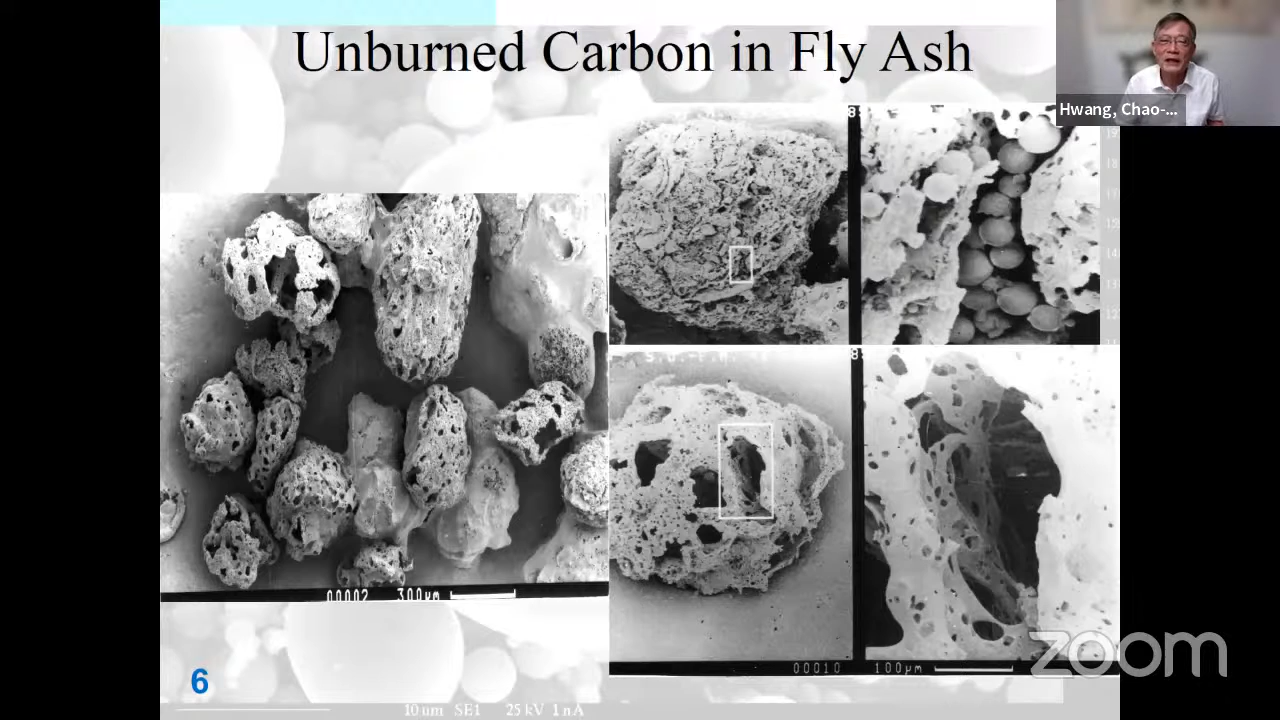 Unburned Carbon in Fly Ash
Hwang, Chao-...
00002 300µm
00010 100µm
6
10 um SE1 25 kV 1 nA
zoom